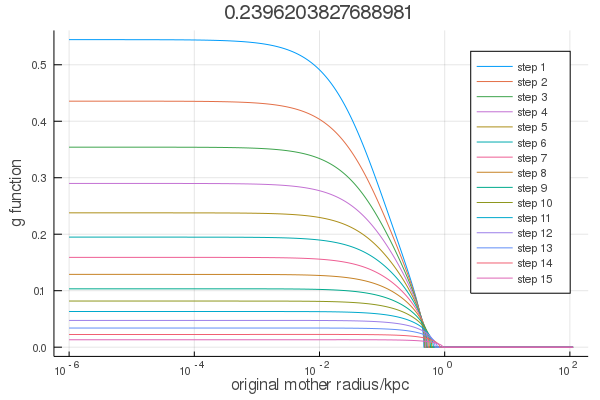 0.2396203827688981
g function
0.5
0.4
0.3
0.2
0.1
0.0
step 1
step 2
step 3
step 4
step 5
step 6
step 7
step 8
step 9
step 10
step 11
step 12
step 13
step 14
step 15
10^-6 10^-4 10^-2 10^0 10^2
original mother radius/kpc